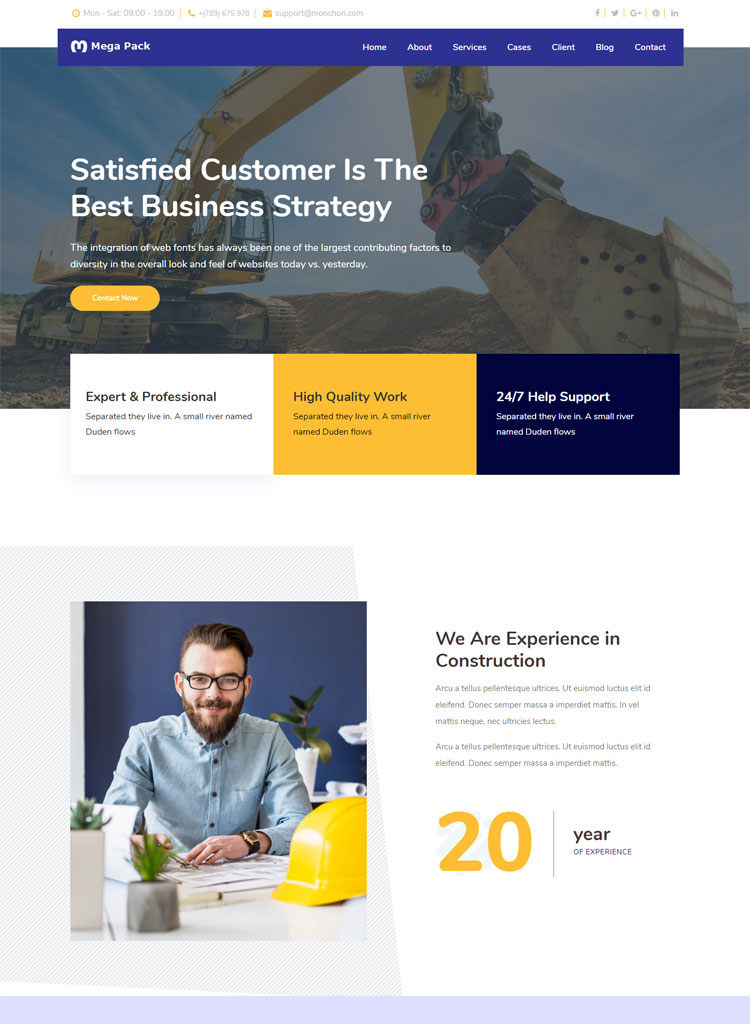 Mon - Sat: 09.00 - 19.00
+(789) 675 978
support@monchori.com
Mega Pack
Home About Services Cases Client Blog Contact
Satisfied Customer Is The
Best Business Strategy
The integration of web fonts has always been one of the largest contributing factors to
diversity in the overall look and feel of websites today vs. yesterday.
Contact Now
Expert & Professional
Separated they live in. A small river named
Duden flows
High Quality Work
Separated they live in. A small river
named Duden flows
24/7 Help Support
Separated they live in. A small river
named Duden flows
We Are Experience in
Construction
Arcu a tellus pellentesque ultrices. Ut euismod luctus elit id
eleifend. Donec semper massa a imperdiet mattis. In vel
mattis neque, nec ultricies lectus.
Arcu a tellus pellentesque ultrices. Ut euismod luctus elit id
eleifend. Donec semper massa a imperdiet mattis.
20
year
OF EXPERIENCE